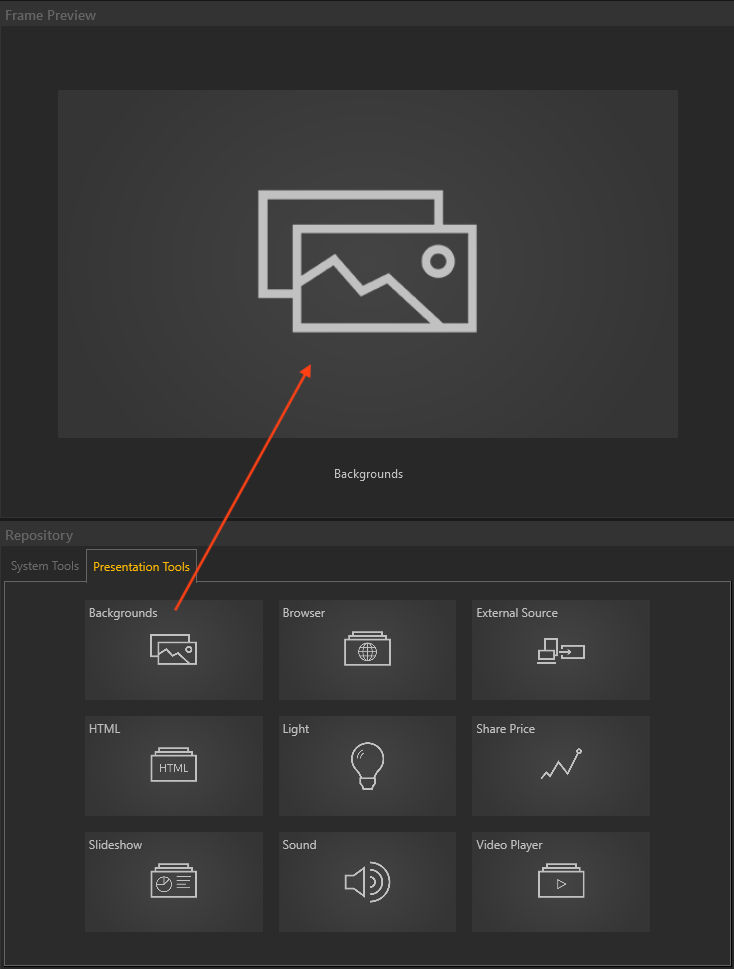 Frame Preview
Backgrounds
Repository
System Tools
Presentation Tools
Backgrounds
Browser
External Source
HTML
Light
Share Price
HTML
Slideshow
Sound
Video Player